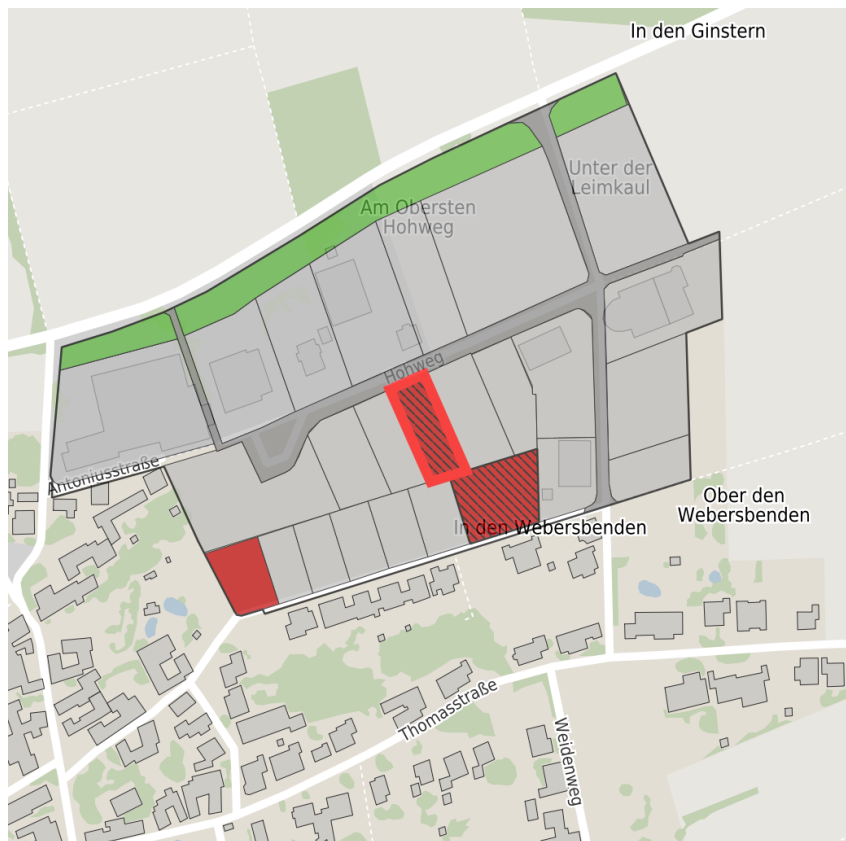 In den Ginstern
Unter der
Leimkaul
Am Obersten
Hohweg
Hohweg
Antoniusstraße
Ober den
Webersbenden
In den Webersbenden
Thomasstraße
Weidenweg